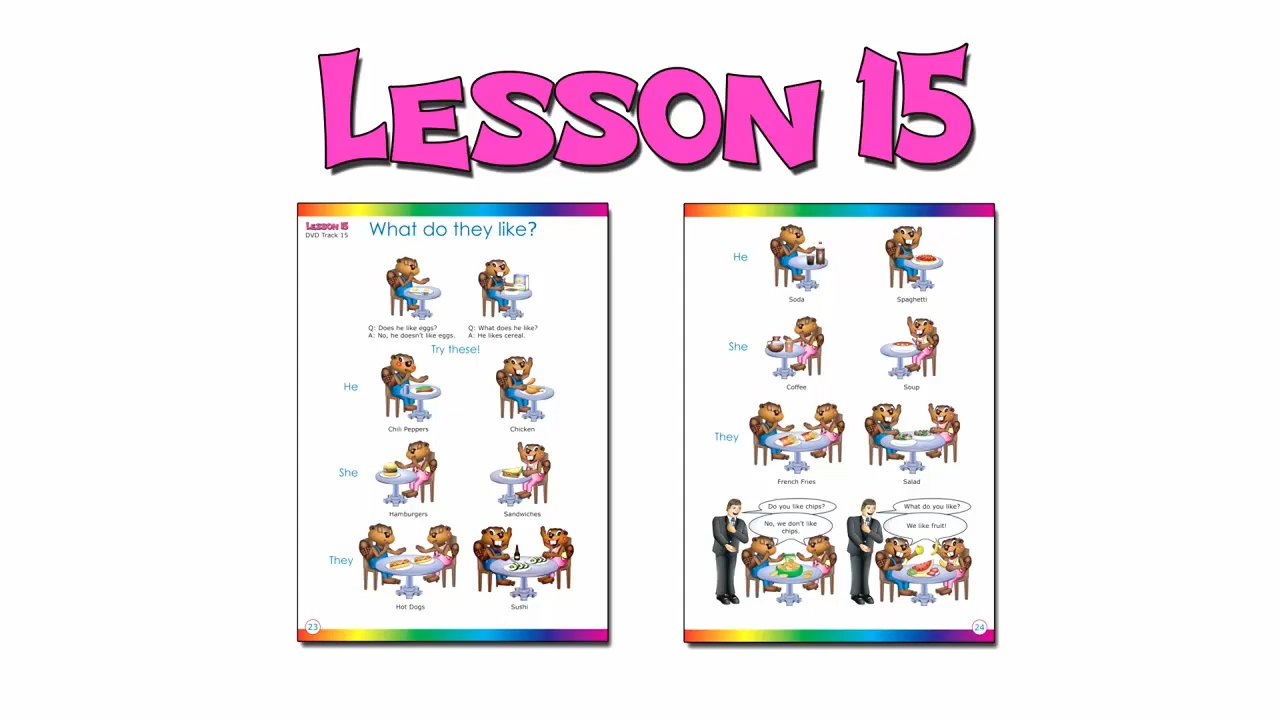 LESSON 15
LESSON 15
DVD Track 15
What do they like?
Q: Does he like eggs?
A: No, he doesn't like eggs.
Q: What does he like?
A: He likes cereal.
Try these!
He
Chili Peppers
Chicken
She
Hamburgers
Sandwiches
They
Hot Dogs
Sushi
23
He
Soda
Spaghetti
She
Coffee
Soup
They
French Fries
Salad
Do you like chips?
No, we don't like
chips.
What do you like?
We like fruit!
24